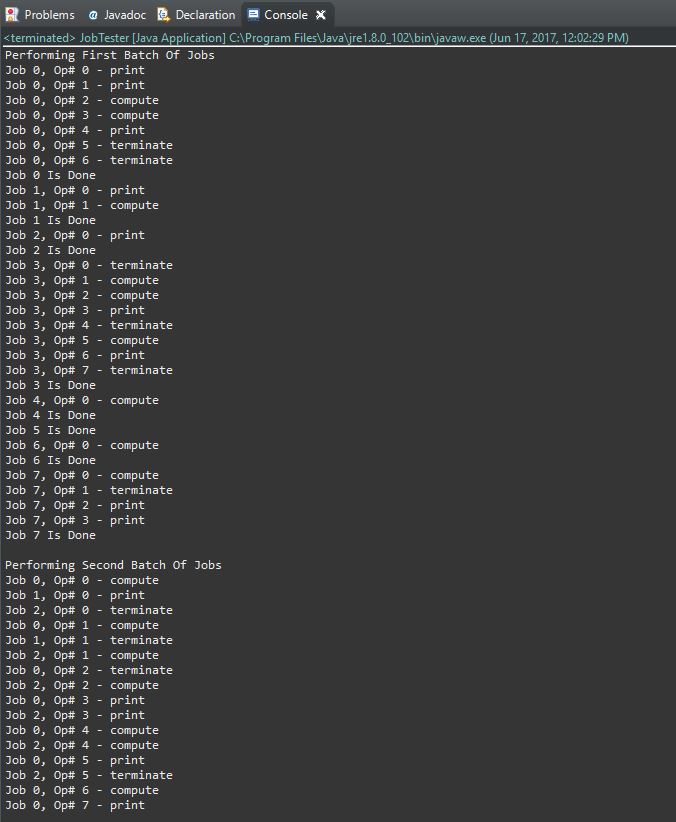 Problems @ Javadoc Declaration Console
<terminated> JobTester [Java Application] C:\Program Files\Java\jre1.8.0_102\bin\javaw.exe (Jun 17, 2017, 12:02:29 PM)
Performing First Batch Of Jobs
Job 0, Op# 0 - print
Job 0, Op# 1 - print
Job 0, Op# 2 - compute
Job 0, Op# 3 - compute
Job 0, Op# 4 - print
Job 0, Op# 5 - terminate
Job 0, Op# 6 - terminate
Job 0 Is Done
Job 1, Op# 0 - print
Job 1, Op# 1 - compute
Job 1 Is Done
Job 2, Op# 0 - print
Job 2 Is Done
Job 3, Op# 0 - terminate
Job 3, Op# 1 - compute
Job 3, Op# 2 - compute
Job 3, Op# 3 - print
Job 3, Op# 4 - terminate
Job 3, Op# 5 - compute
Job 3, Op# 6 - print
Job 3, Op# 7 - terminate
Job 3 Is Done
Job 4, Op# 0 - compute
Job 4 Is Done
Job 5 Is Done
Job 6, Op# 0 - compute
Job 6 Is Done
Job 7, Op# 0 - compute
Job 7, Op# 1 - terminate
Job 7, Op# 2 - print
Job 7, Op# 3 - print
Job 7 Is Done
Performing Second Batch Of Jobs
Job 0, Op# 0 - compute
Job 1, Op# 0 - print
Job 2, Op# 0 - terminate
Job 0, Op# 1 - compute
Job 1, Op# 1 - terminate
Job 2, Op# 1 - compute
Job 0, Op# 2 - terminate
Job 2, Op# 2 - compute
Job 0, Op# 3 - print
Job 2, Op# 3 - print
Job 0, Op# 4 - compute
Job 2, Op# 4 - compute
Job 0, Op# 5 - print
Job 2, Op# 5 - terminate
Job 0, Op# 6 - compute
Job 0, Op# 7 - print